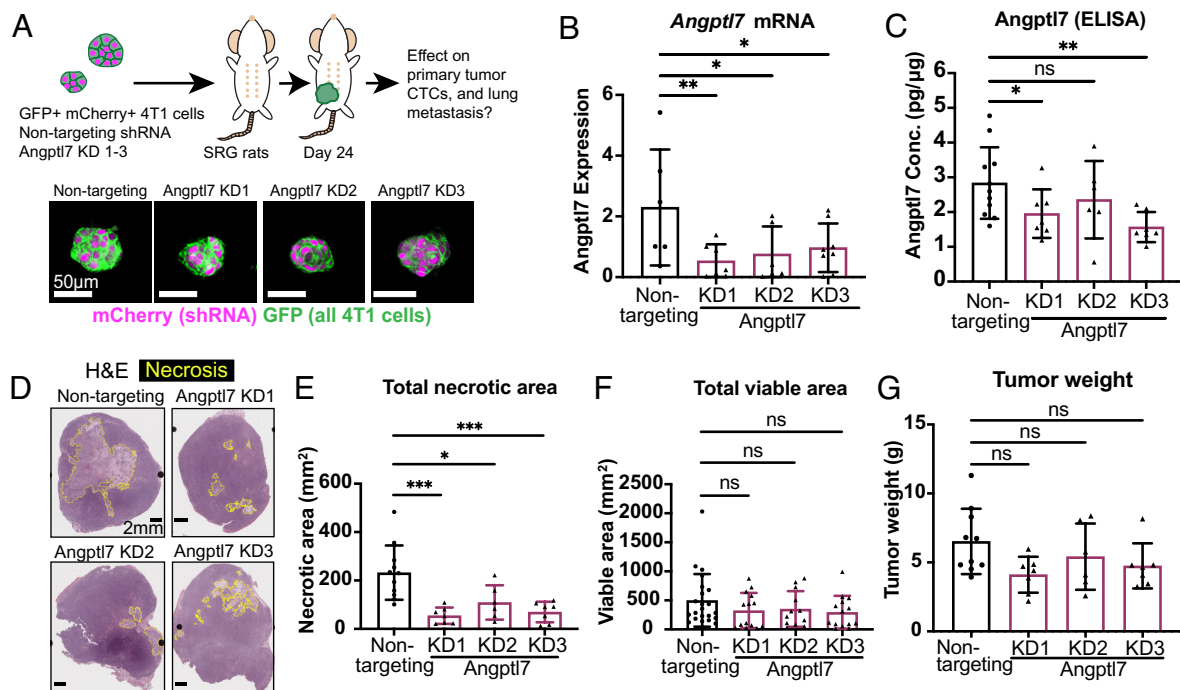 A
GFP+ mCherry+ 4T1 cells
Non-targeting shRNA
Angptl7 KD 1-3
SRG rats
Day 24
Effect on
primary tumor
CTCs, and lung
metastasis?
Non-targeting
Angptl7 KD1
Angptl7 KD2
Angptl7 KD3
50µm
mCherry (shRNA) GFP (all 4T1 cells)
B
Angptl7 mRNA
Angptl7 Expression
6
4
2
0
**
*
*
Non-
targeting
KD1 KD2 KD3
Angptl7
C
Angptl7 (ELISA)
Angptl7 Conc. (pg/µg)
6
5
4
3
2
1
0
*
ns
**
Non-
targeting
KD1 KD2 KD3
Angptl7
D
H&E Necrosis
Non-targeting
Angptl7 KD1
2mm
Angptl7 KD2
Angptl7 KD3
E
Total necrotic area
Necrotic area (mm²)
600
400
200
0
***
*
***
Non-
targeting
KD1 KD2 KD3
Angptl7
F
Total viable area
Viable area (mm²)
2500
2000
1500
1000
500
0
ns
ns
ns
Non-
targeting
KD1 KD2 KD3
Angptl7
G
Tumor weight
Tumor weight (g)
15
10
5
0
ns
ns
ns
Non-
targeting
KD1 KD2 KD3
Angptl7